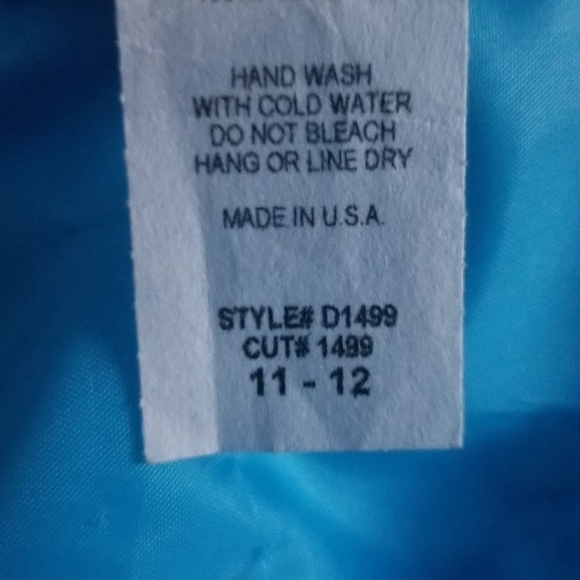 HAND WASH
WITH COLD WATER
DO NOT BLEACH
HANG OR LINE DRY
MADE IN U.S.A.
STYLE# D1499
CUT# 1499
11 - 12